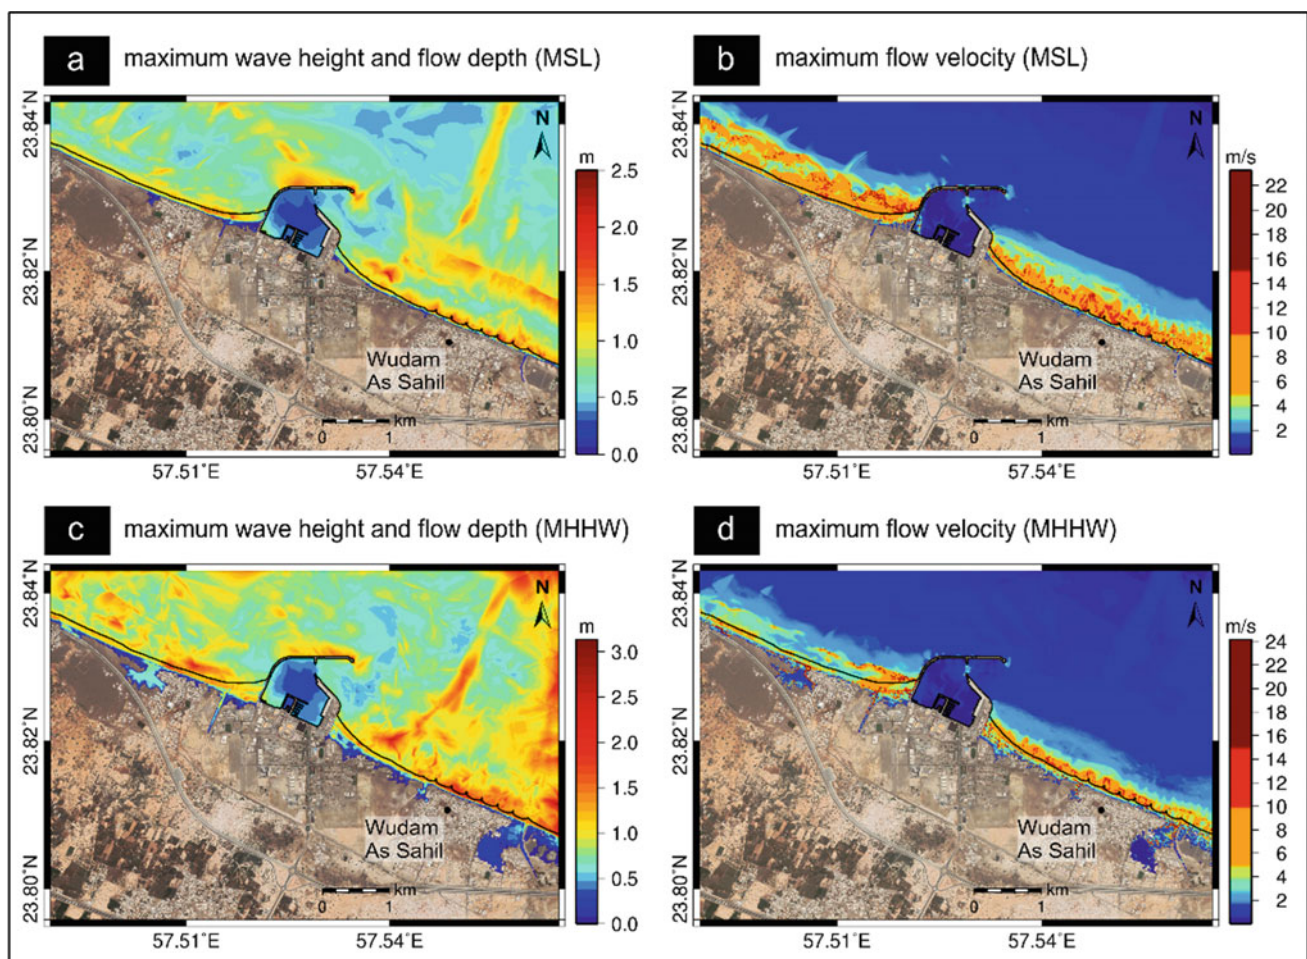 a maximum wave height and flow depth (MSL)
23.84°N
23.82°N
23.80°N
N
Wudam
As Sahil
km
0 1
57.51°E 57.54°E
m
2.5
2.0
1.5
1.0
0.5
0.0
b maximum flow velocity (MSL)
23.84°N
23.82°N
23.80°N
N
Wudam
As Sahil
km
0 1
57.51°E 57.54°E
m/s
22
20
18
16
14
12
10
8
6
4
2
c maximum wave height and flow depth (MHHW)
23.84°N
23.82°N
23.80°N
N
Wudam
As Sahil
km
0 1
57.51°E 57.54°E
m
3.0
2.5
2.0
1.5
1.0
0.5
0.0
d maximum flow velocity (MHHW)
23.84°N
23.82°N
23.80°N
N
Wudam
As Sahil
km
0 1
57.51°E 57.54°E
m/s
24
22
20
18
16
14
12
10
8
6
4
2